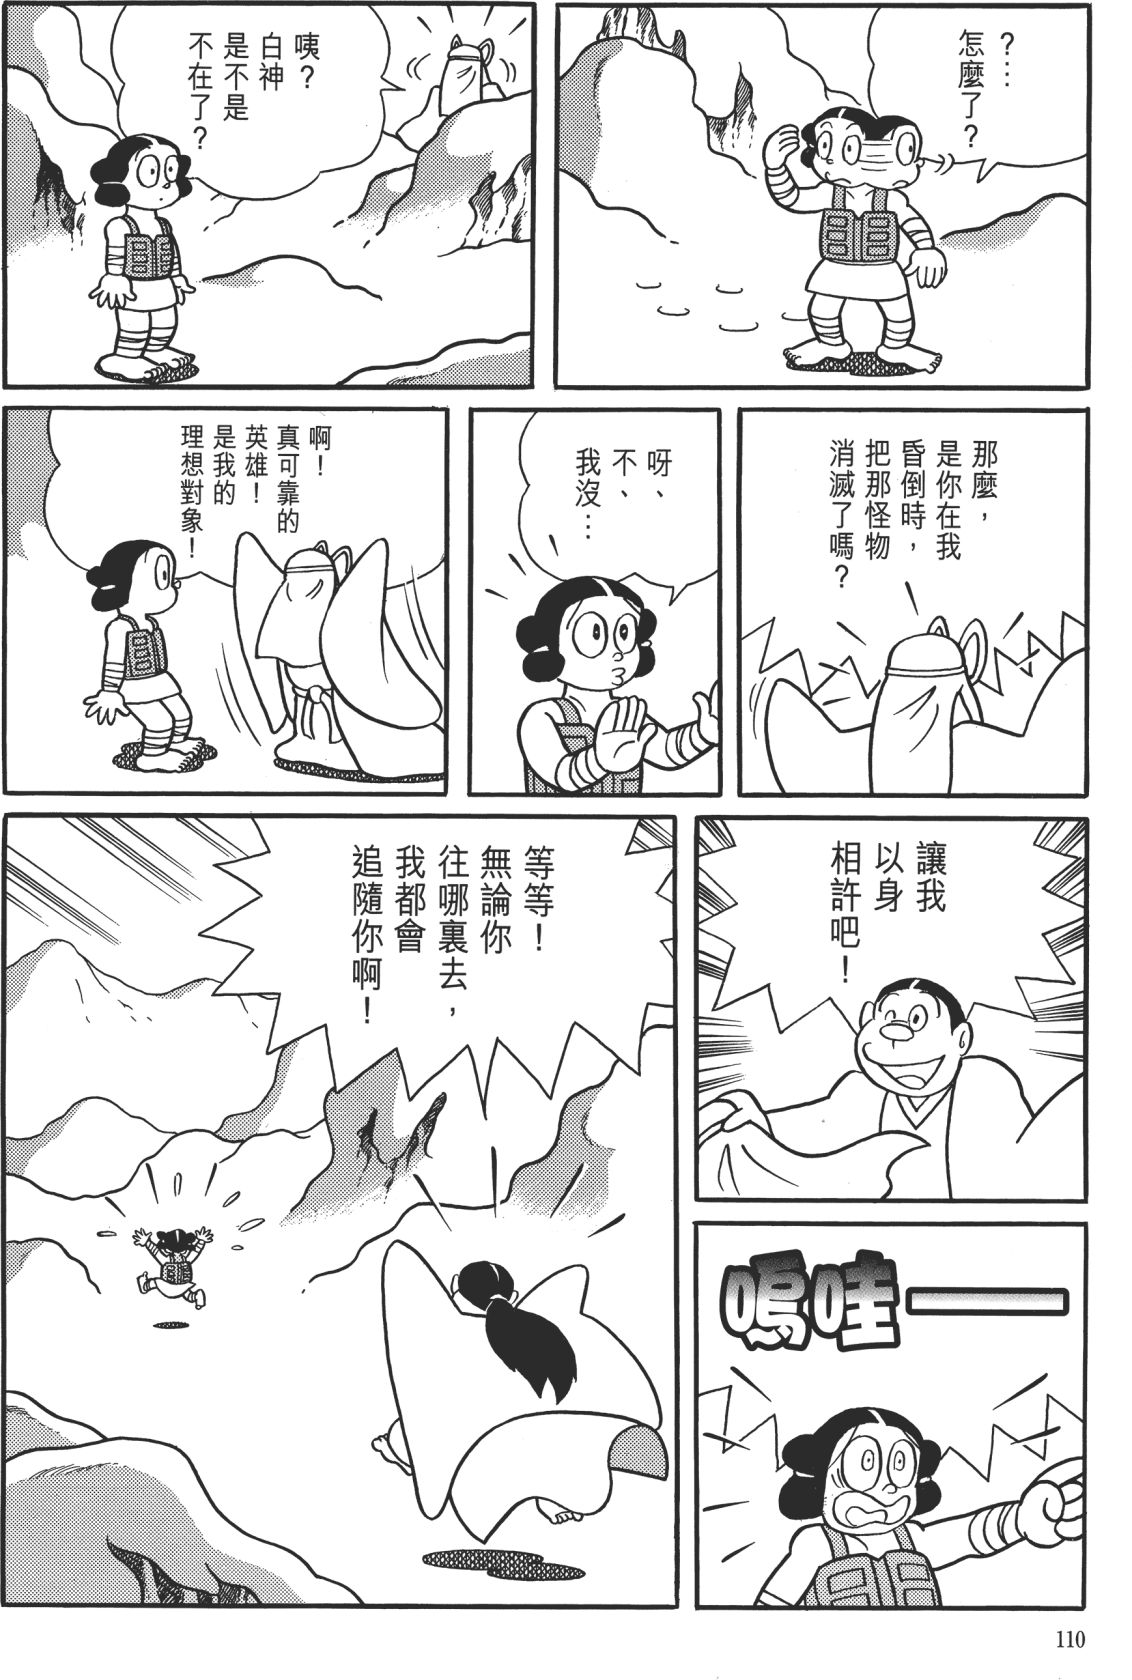 ?⋯
怎麼了?
咦?
白神
是不是
不在了?
那麼,
是你在我
昏倒時,
把那怪物
消滅了嗎?
呀、
不、
我沒⋯
啊!
真可靠的
英雄!
是我的
理想對象!
讓我
以身
相許吧!
嗚哇——
等等!
無論你
往哪裏去,
我都會
追隨你啊!
110